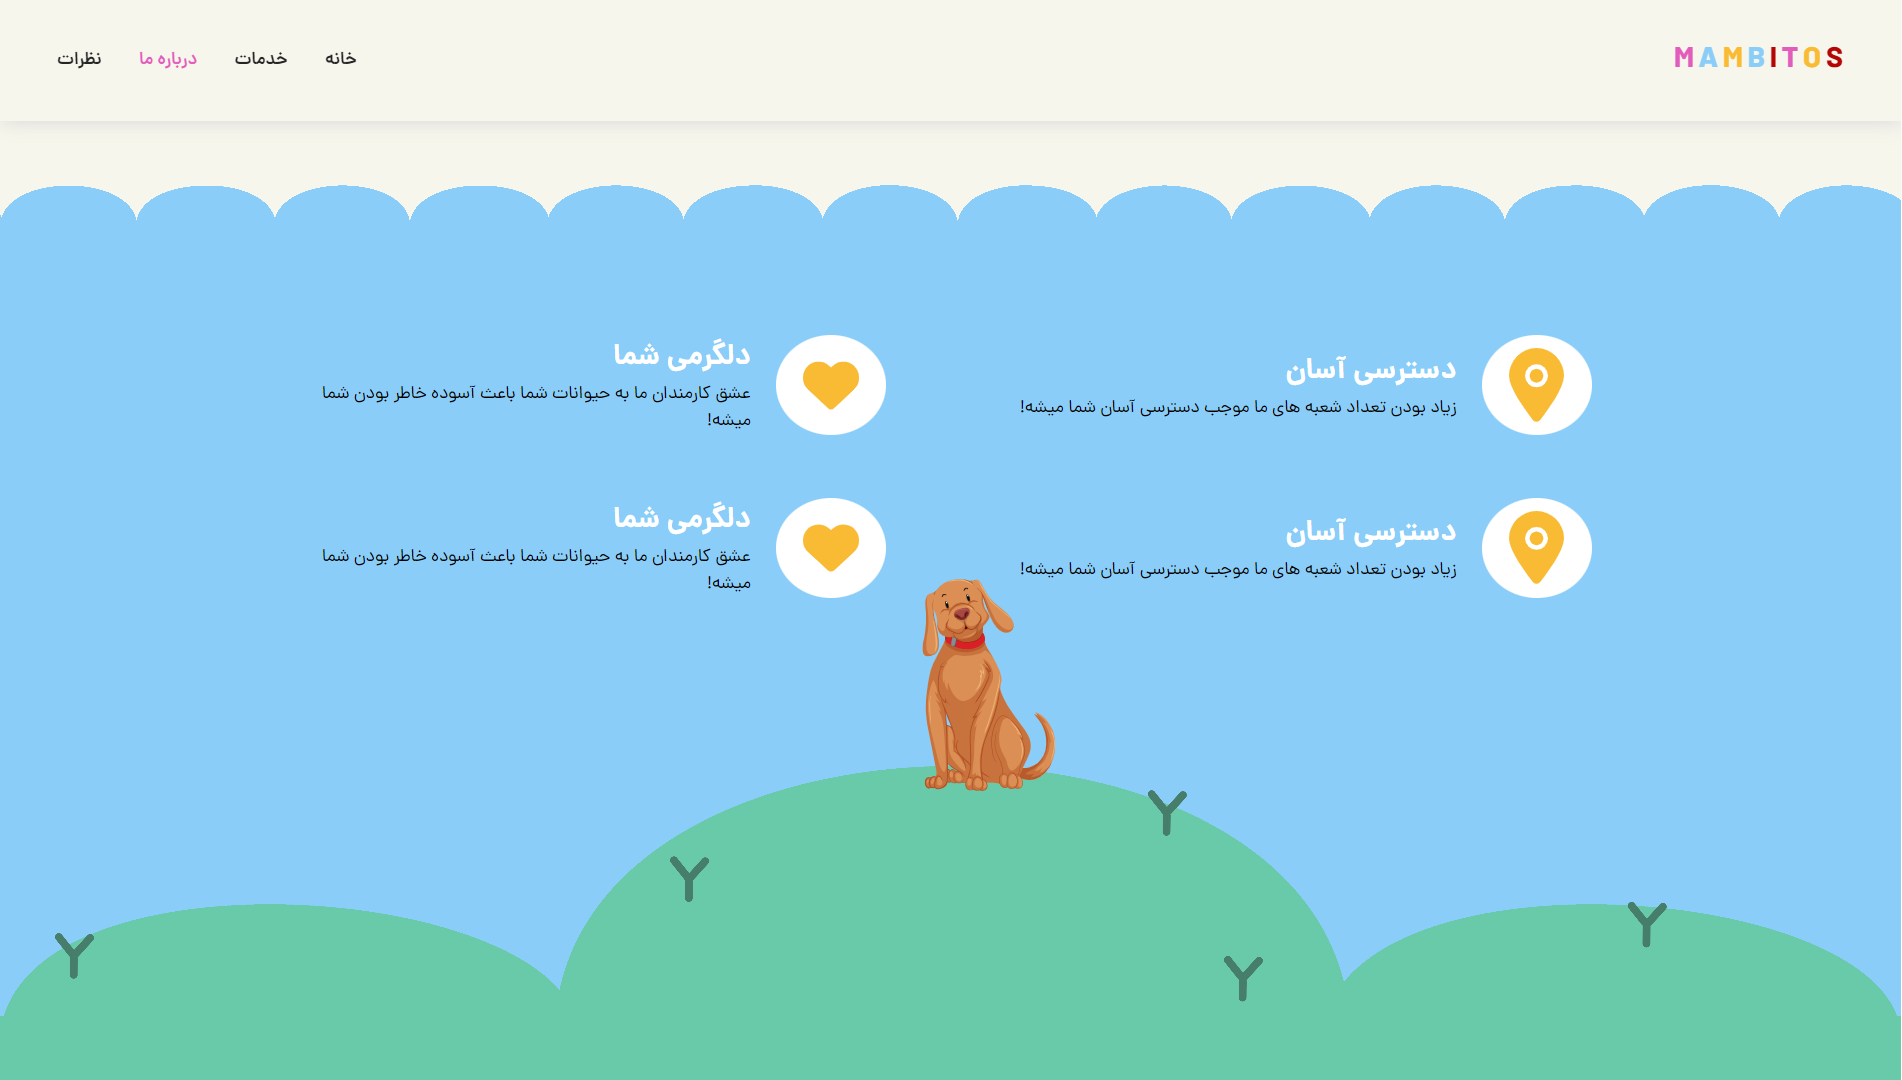 MAMBITOS
خانه
خدمات
درباره ما
نظرات
دسترسی آسان
زیاد بودن تعداد شعبه های ما موجب دسترسی آسان شما میشه!
دلگرمی شما
عشق کارمندان ما به حیوانات شما باعث آسوده خاطر بودن شما
میشه!
دسترسی آسان
زیاد بودن تعداد شعبه های ما موجب دسترسی آسان شما میشه!
دلگرمی شما
عشق کارمندان ما به حیوانات شما باعث آسوده خاطر بودن شما
میشه!